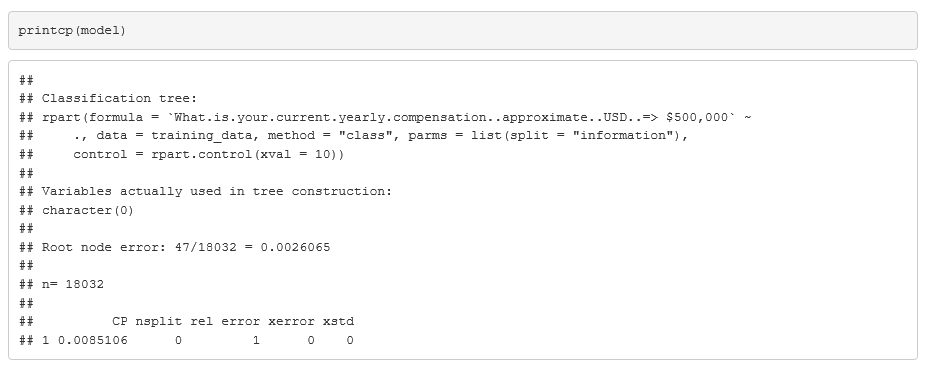 printcp(model)
##
## Classification tree:
## rpart(formula = `What.is.your.current.yearly.compensation..approximate..USD..=> $500,000` ~
##     ., data = training_data, method = "class", parms = list(split = "information"),
##     control = rpart.control(xval = 10))
##
## Variables actually used in tree construction:
## character(0)
##
## Root node error: 47/18032 = 0.0026065
##
## n= 18032
##
##          CP nsplit rel error xerror xstd
## 1 0.0085106      0         1      0    0